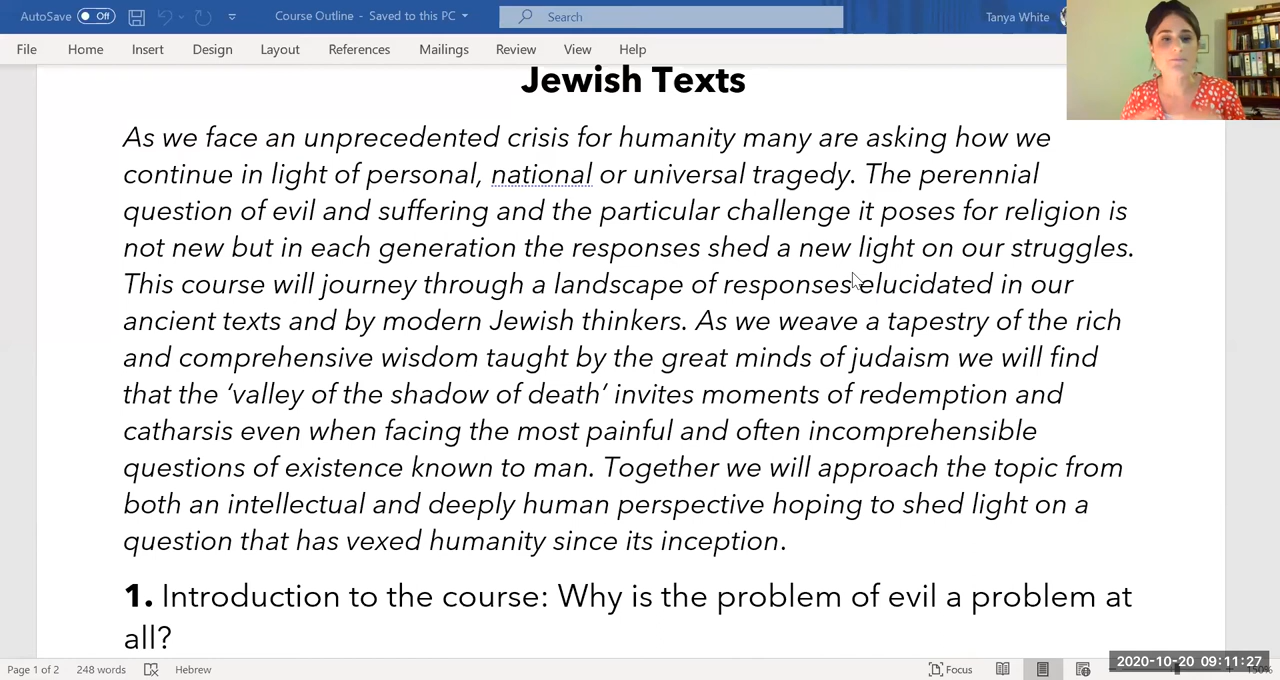 AutoSave Off Course Outline - Saved to this PC Search Tanya White
File Home Insert Design Layout References Mailings Review View Help
Jewish Texts
As we face an unprecedented crisis for humanity many are asking how we
continue in light of personal, national or universal tragedy. The perennial
question of evil and suffering and the particular challenge it poses for religion is
not new but in each generation the responses shed a new light on our struggles.
This course will journey through a landscape of responses elucidated in our
ancient texts and by modern Jewish thinkers. As we weave a tapestry of the rich
and comprehensive wisdom taught by the great minds of judaism we will find
that the ‘valley of the shadow of death’ invites moments of redemption and
catharsis even when facing the most painful and often incomprehensible
questions of existence known to man. Together we will approach the topic from
both an intellectual and deeply human perspective hoping to shed light on a
question that has vexed humanity since its inception.
1. Introduction to the course: Why is the problem of evil a problem at
all?
Page 1 of 2 248 words Hebrew Focus 150%
2020-10-20 09:11:27